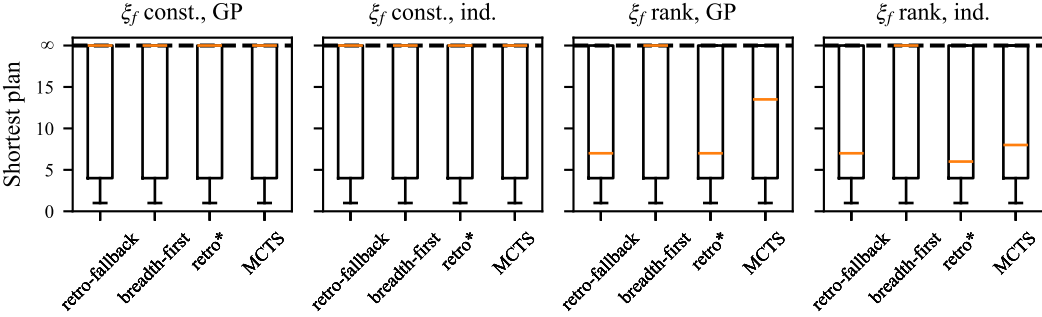 ξf const., GP
ξf const., ind.
ξf rank, GP
ξf rank, ind.
Shortest plan
∞
15
10
5
0
retro-fallback
breadth-first
retro*
MCTS
retro-fallback
breadth-first
retro*
MCTS
retro-fallback
breadth-first
retro*
MCTS
retro-fallback
breadth-first
retro*
MCTS